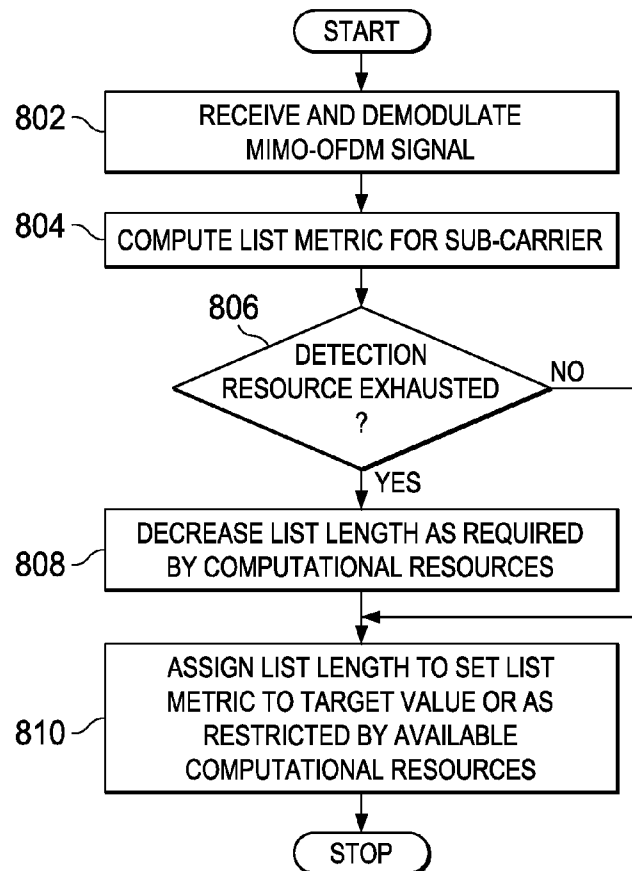 START
802
RECEIVE AND DEMODULATE
MIMO-OFDM SIGNAL
804
COMPUTE LIST METRIC FOR SUB-CARRIER
806
DETECTION
RESOURCE EXHAUSTED
?
NO
YES
808
DECREASE LIST LENGTH AS REQUIRED
BY COMPUTATIONAL RESOURCES
810
ASSIGN LIST LENGTH TO SET LIST
METRIC TO TARGET VALUE OR AS
RESTRICTED BY AVAILABLE
COMPUTATIONAL RESOURCES
STOP